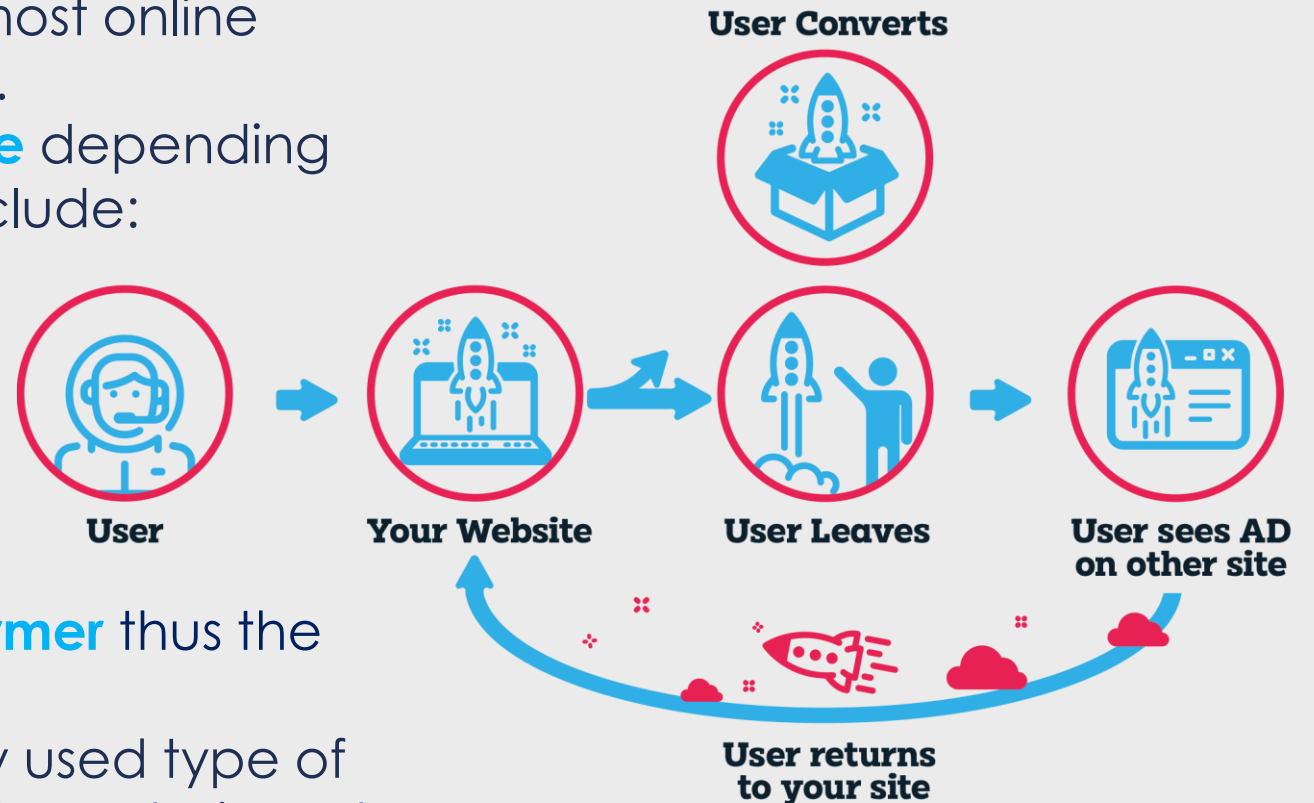 most online
.
e depending
clude:
rmer thus the
y used type of
User Converts
User
Your Website
User Leaves
User sees AD
on other site
User returns
to your site